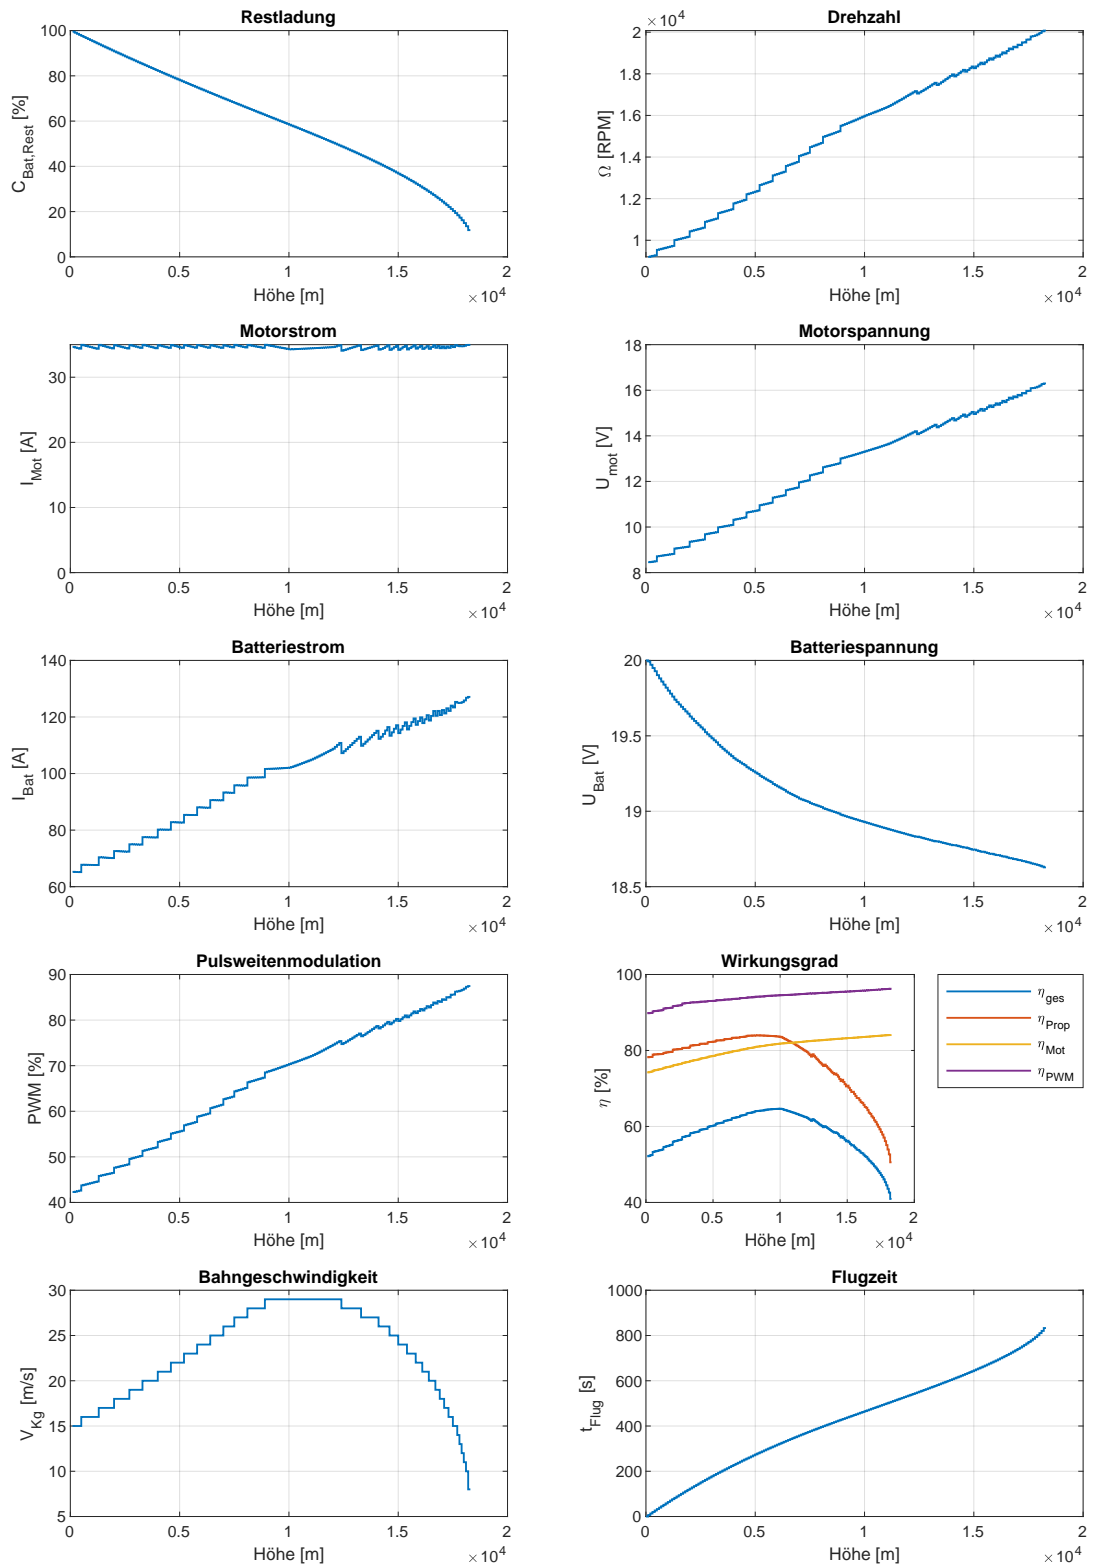 Restladung
C_Bat,Rest [%]
100
80
60
40
20
0
0 0.5 1 1.5 2
Höhe [m]
×10^4
Drehzahl
×10^4
Ω [RPM]
2
1.8
1.6
1.4
1.2
1
0 0.5 1 1.5 2
Höhe [m]
×10^4
Motorstrom
I_Mot [A]
30
20
10
0
0 0.5 1 1.5 2
Höhe [m]
×10^4
Motorspannung
U_mot [V]
18
16
14
12
10
8
0 0.5 1 1.5 2
Höhe [m]
×10^4
Batteriestrom
I_Bat [A]
140
120
100
80
60
0 0.5 1 1.5 2
Höhe [m]
×10^4
Batteriespannung
U_Bat [V]
20
19.5
19
18.5
0 0.5 1 1.5 2
Höhe [m]
×10^4
Pulsweitenmodulation
PWM [%]
90
80
70
60
50
40
0 0.5 1 1.5 2
Höhe [m]
×10^4
Wirkungsgrad
η [%]
100
80
60
40
0 0.5 1 1.5 2
Höhe [m]
×10^4
η_ges
η_Prop
η_Mot
η_PWM
Bahngeschwindigkeit
V_Kg [m/s]
30
25
20
15
10
5
0 0.5 1 1.5 2
Höhe [m]
×10^4
Flugzeit
t_Flug [s]
1000
800
600
400
200
0
0 0.5 1 1.5 2
Höhe [m]
×10^4